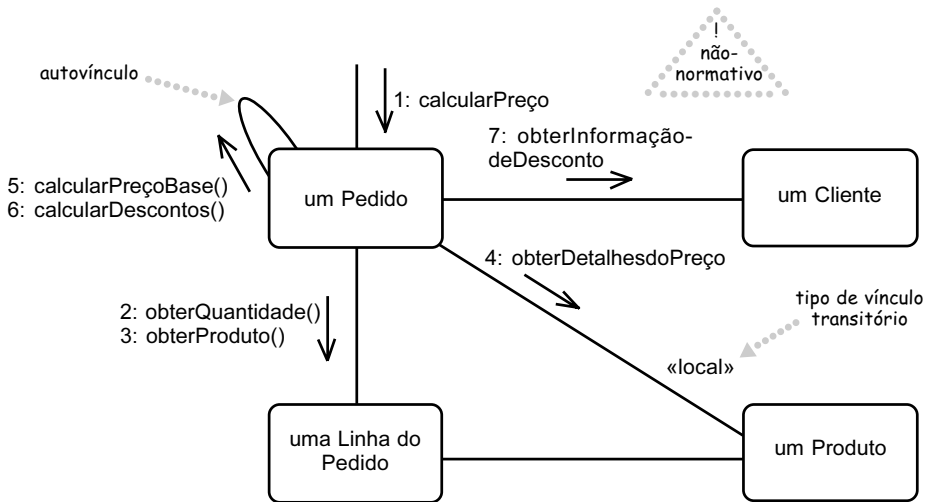 !
não-
normativo
autovínculo
1: calcularPreço
7: obterInformação-
deDesconto
5: calcularPreçoBase()
6: calcularDescontos()
um Pedido
um Cliente
4: obterDetalhesdoPreço
2: obterQuantidade()
3: obterProduto()
tipo de vínculo
transitório
«local»
uma Linha do
Pedido
um Produto